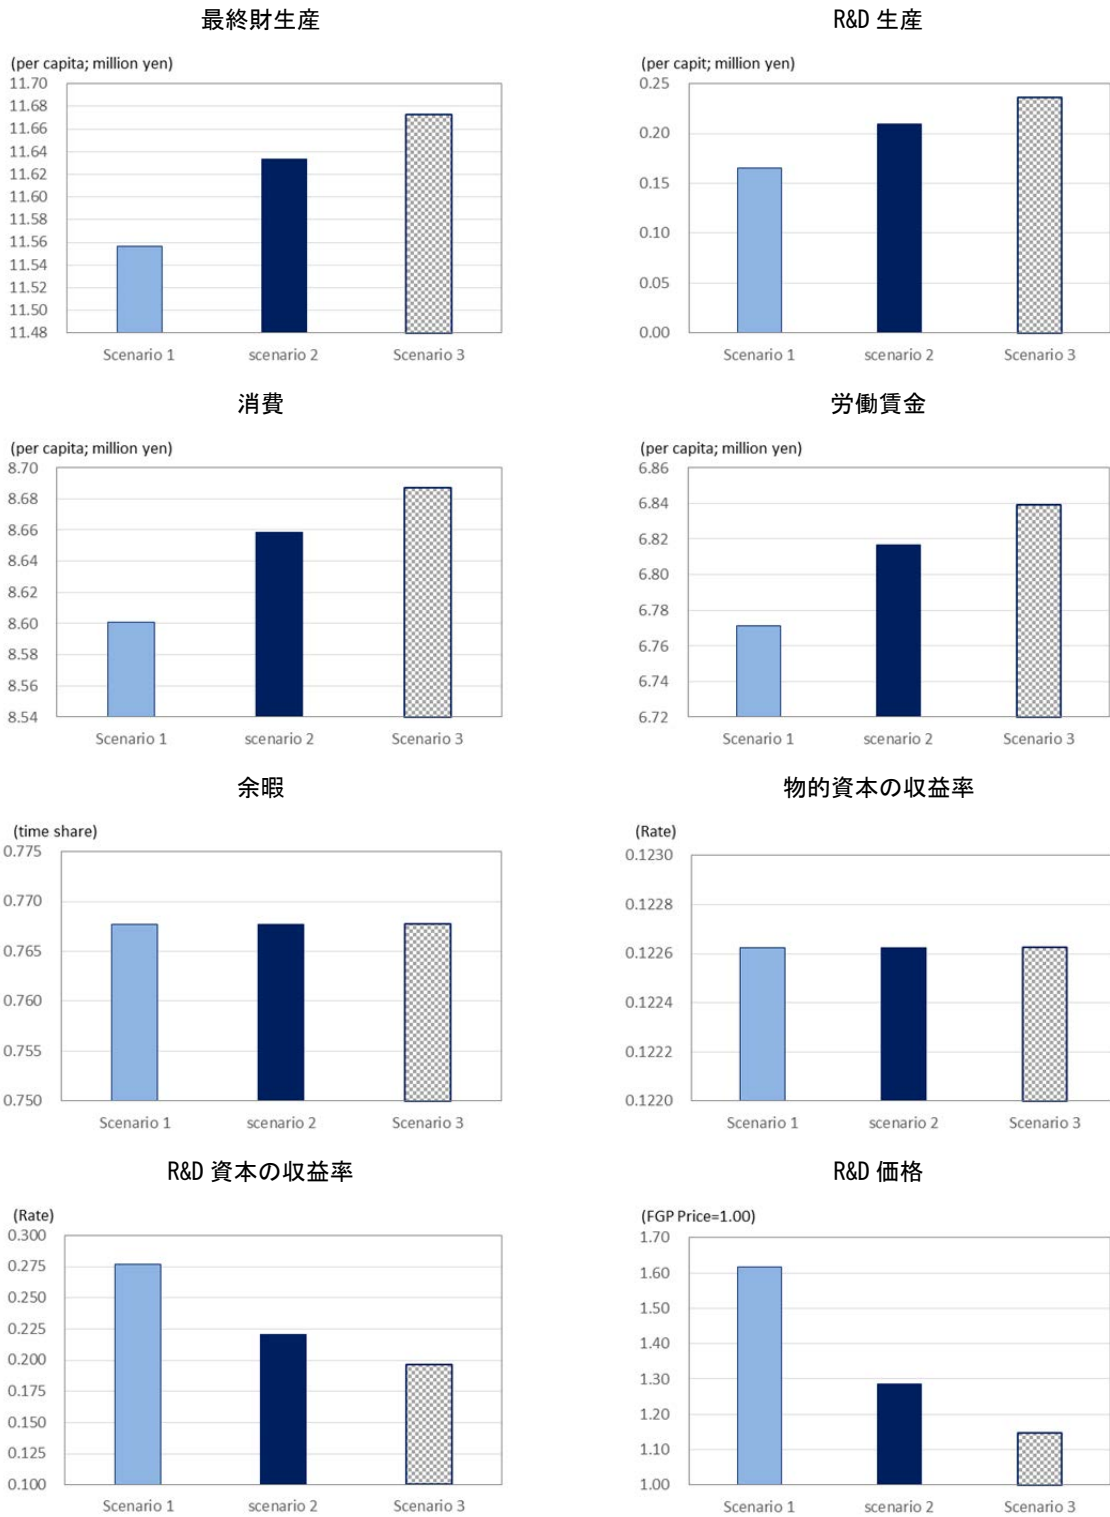 最終財生産
(per capita; million yen)
11.70
11.68
11.66
11.64
11.62
11.60
11.58
11.56
11.54
11.52
11.50
11.48
Scenario 1 scenario 2 Scenario 3
R&D 生産
(per capit; million yen)
0.25
0.20
0.15
0.10
0.05
0.00
Scenario 1 scenario 2 Scenario 3
消費
(per capita; million yen)
8.70
8.68
8.66
8.64
8.62
8.60
8.58
8.56
8.54
Scenario 1 scenario 2 Scenario 3
労働賃金
(per capita; million yen)
6.86
6.84
6.82
6.80
6.78
6.76
6.74
6.72
Scenario 1 scenario 2 Scenario 3
余暇
(time share)
0.775
0.770
0.765
0.760
0.755
0.750
Scenario 1 scenario 2 Scenario 3
物的資本の収益率
(Rate)
0.1230
0.1228
0.1226
0.1224
0.1222
0.1220
Scenario 1 scenario 2 Scenario 3
R&D 資本の収益率
(Rate)
0.300
0.275
0.250
0.225
0.200
0.175
0.150
0.125
0.100
Scenario 1 scenario 2 Scenario 3
R&D 価格
(FGP Price=1.00)
1.70
1.60
1.50
1.40
1.30
1.20
1.10
1.00
Scenario 1 scenario 2 Scenario 3